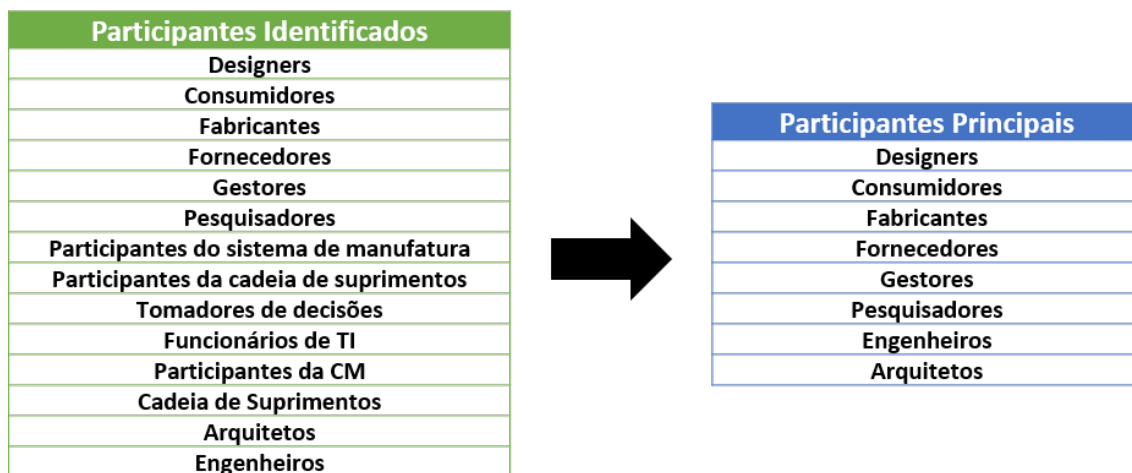 Participantes Identificados
Designers
Consumidores
Fabricantes
Fornecedores
Gestores
Pesquisadores
Participantes do sistema de manufatura
Participantes da cadeia de suprimentos
Tomadores de decisões
Funcionários de TI
Participantes da CM
Cadeia de Suprimentos
Arquitetos
Engenheiros
Participantes Principais
Designers
Consumidores
Fabricantes
Fornecedores
Gestores
Pesquisadores
Engenheiros
Arquitetos